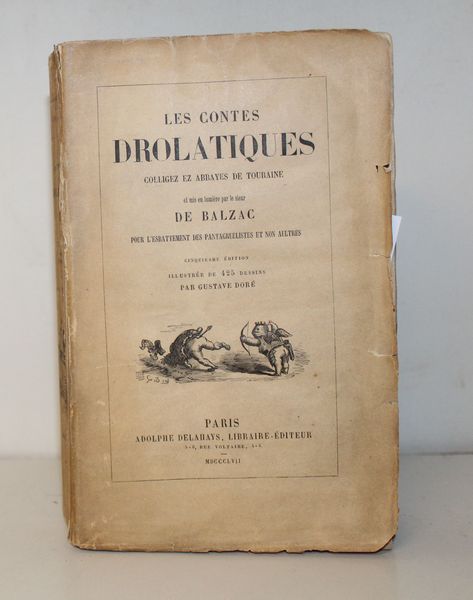 LES CONTES
DROLATIQUES
COLLIGEZ EZ ABBAYES DE TOURAINE
et mis en lumière par le sieur
DE BALZAC
POUR L'ESBATTEMENT DES PANTAGRUELISTES ET NON AULTRES
CINQUIESME ÉDITION
ILLUSTRÉE DE 425 DESSINS
PAR GUSTAVE DORÉ
PARIS
ADOLPHE DELAHAYS, LIBRAIRE-ÉDITEUR
4-6, RUE VOLTAIRE, 4-6
MDCCCLVII